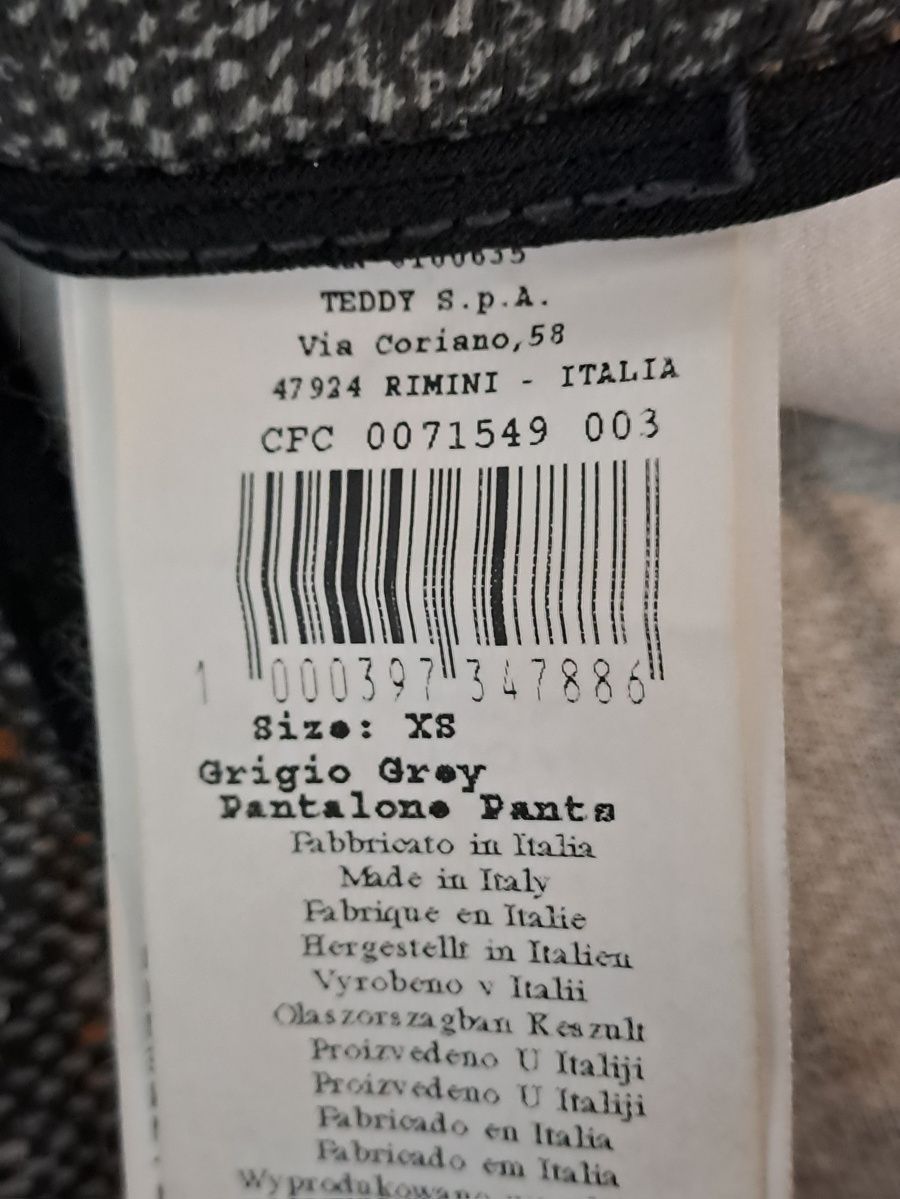 0100635
TEDDY S.p.A.
Via Coriano,58
47924 RIMINI - ITALIA
CFC 0071549 003
1 000397 347886
Size: XS
Grigio Grey
Pantalone Pants
Fabbricato in Italia
Made in Italy
Fabrique en Italie
Hergestellt in Italien
Vyrobeno v Italii
Olaszorszagban Keszult
Proizvedeno U Italiji
Proizvedeno U Italiji
Fabricado en Italia
Fabricado em Italia
Wyprodukowano